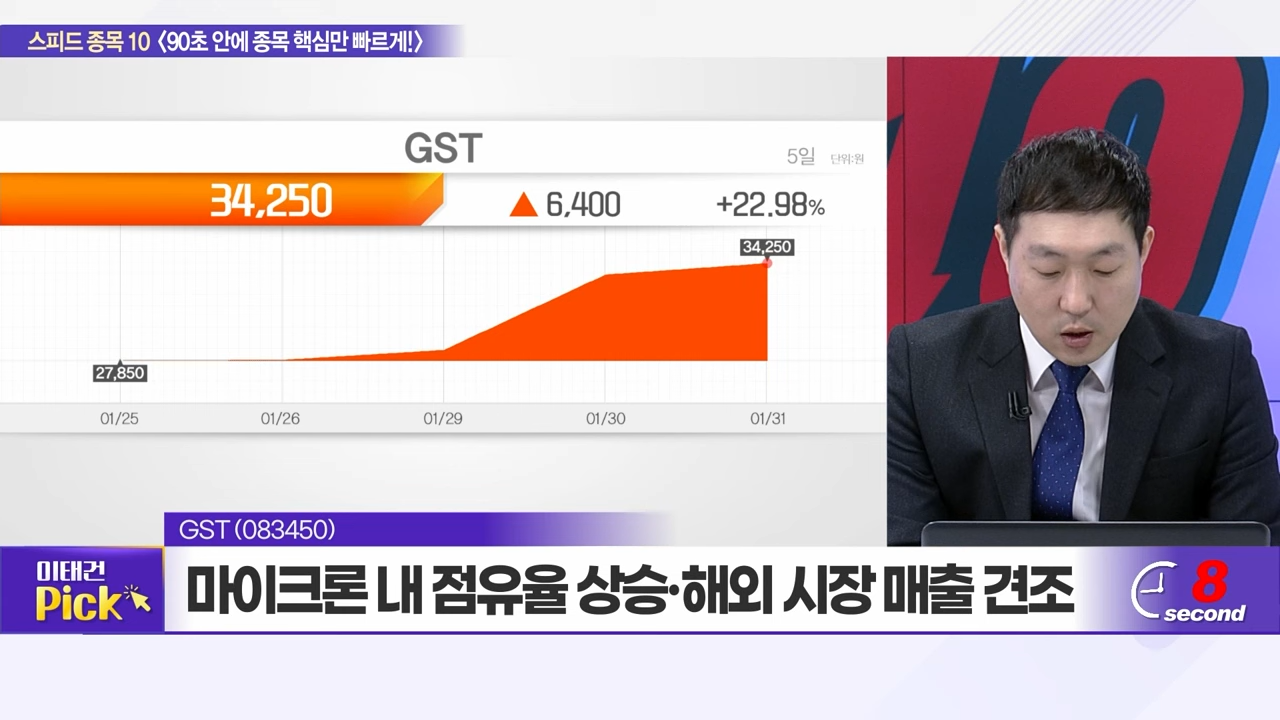 스피드 종목 10 〈90초 안에 종목 핵심만 빠르게!〉
GST
5일 단위:원
34,250 ▲ 6,400 +22.98%
34,250
27,850
01/25 01/26 01/29 01/30 01/31
GST (083450)
이태건
Pick
마이크론 내 점유율 상승·해외 시장 매출 견조
8
second